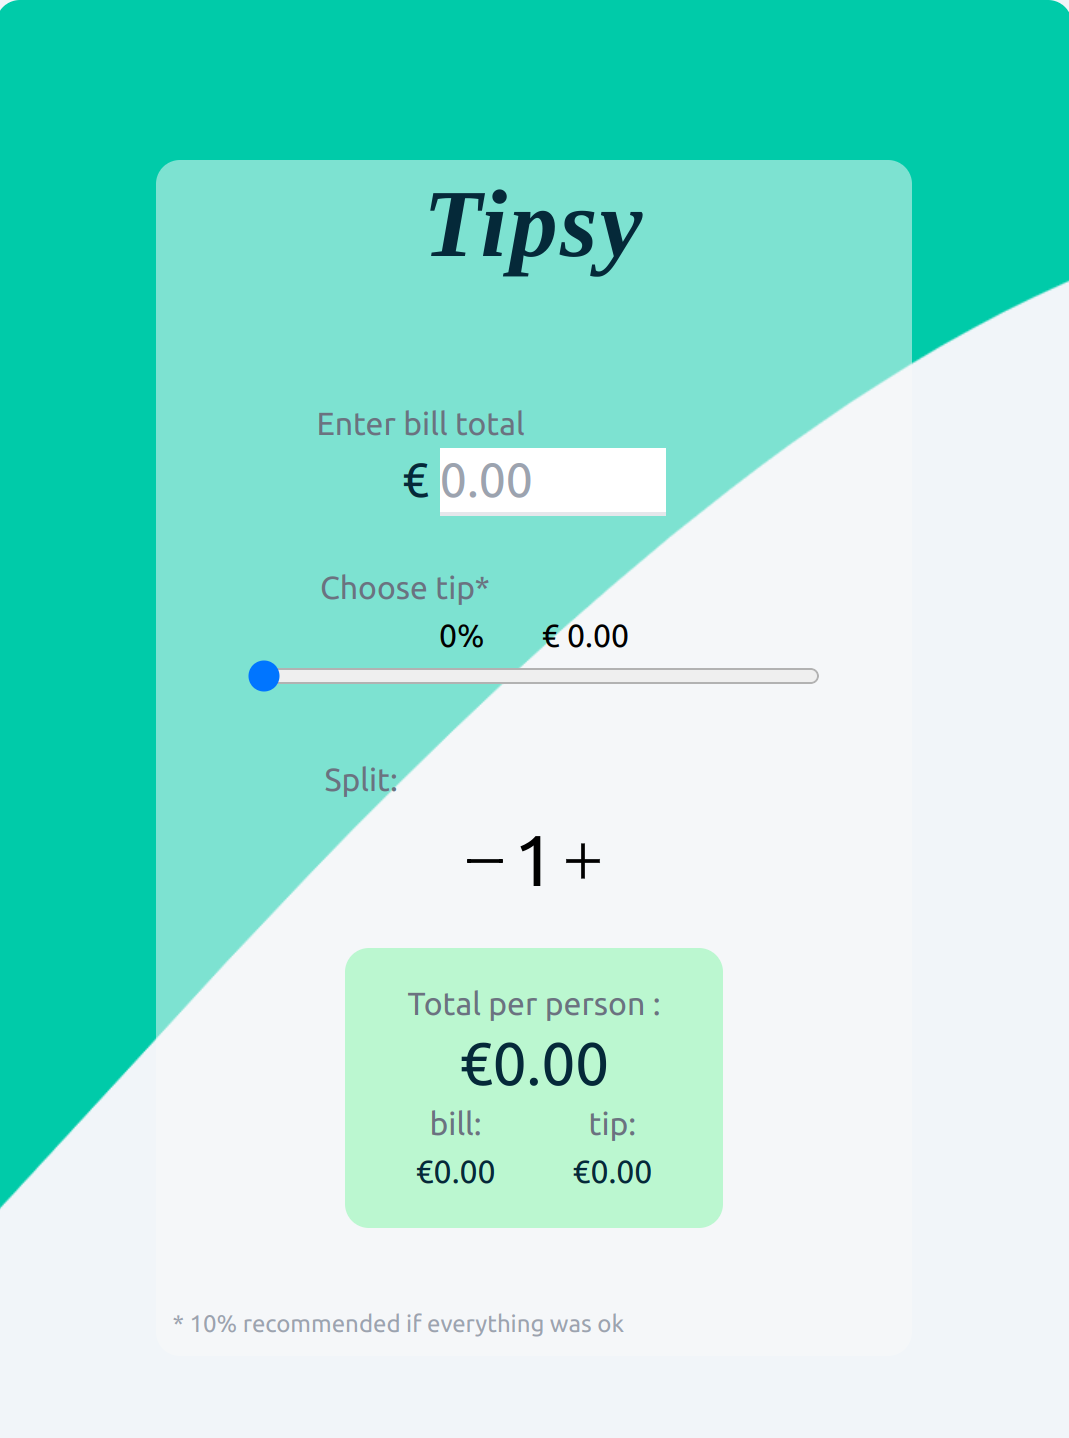 Tipsy
Enter bill total
€ 0.00
Choose tip*
0% € 0.00
Split:
− 1 +
Total per person :
€0.00
bill: tip:
€0.00 €0.00
* 10% recommended if everything was ok